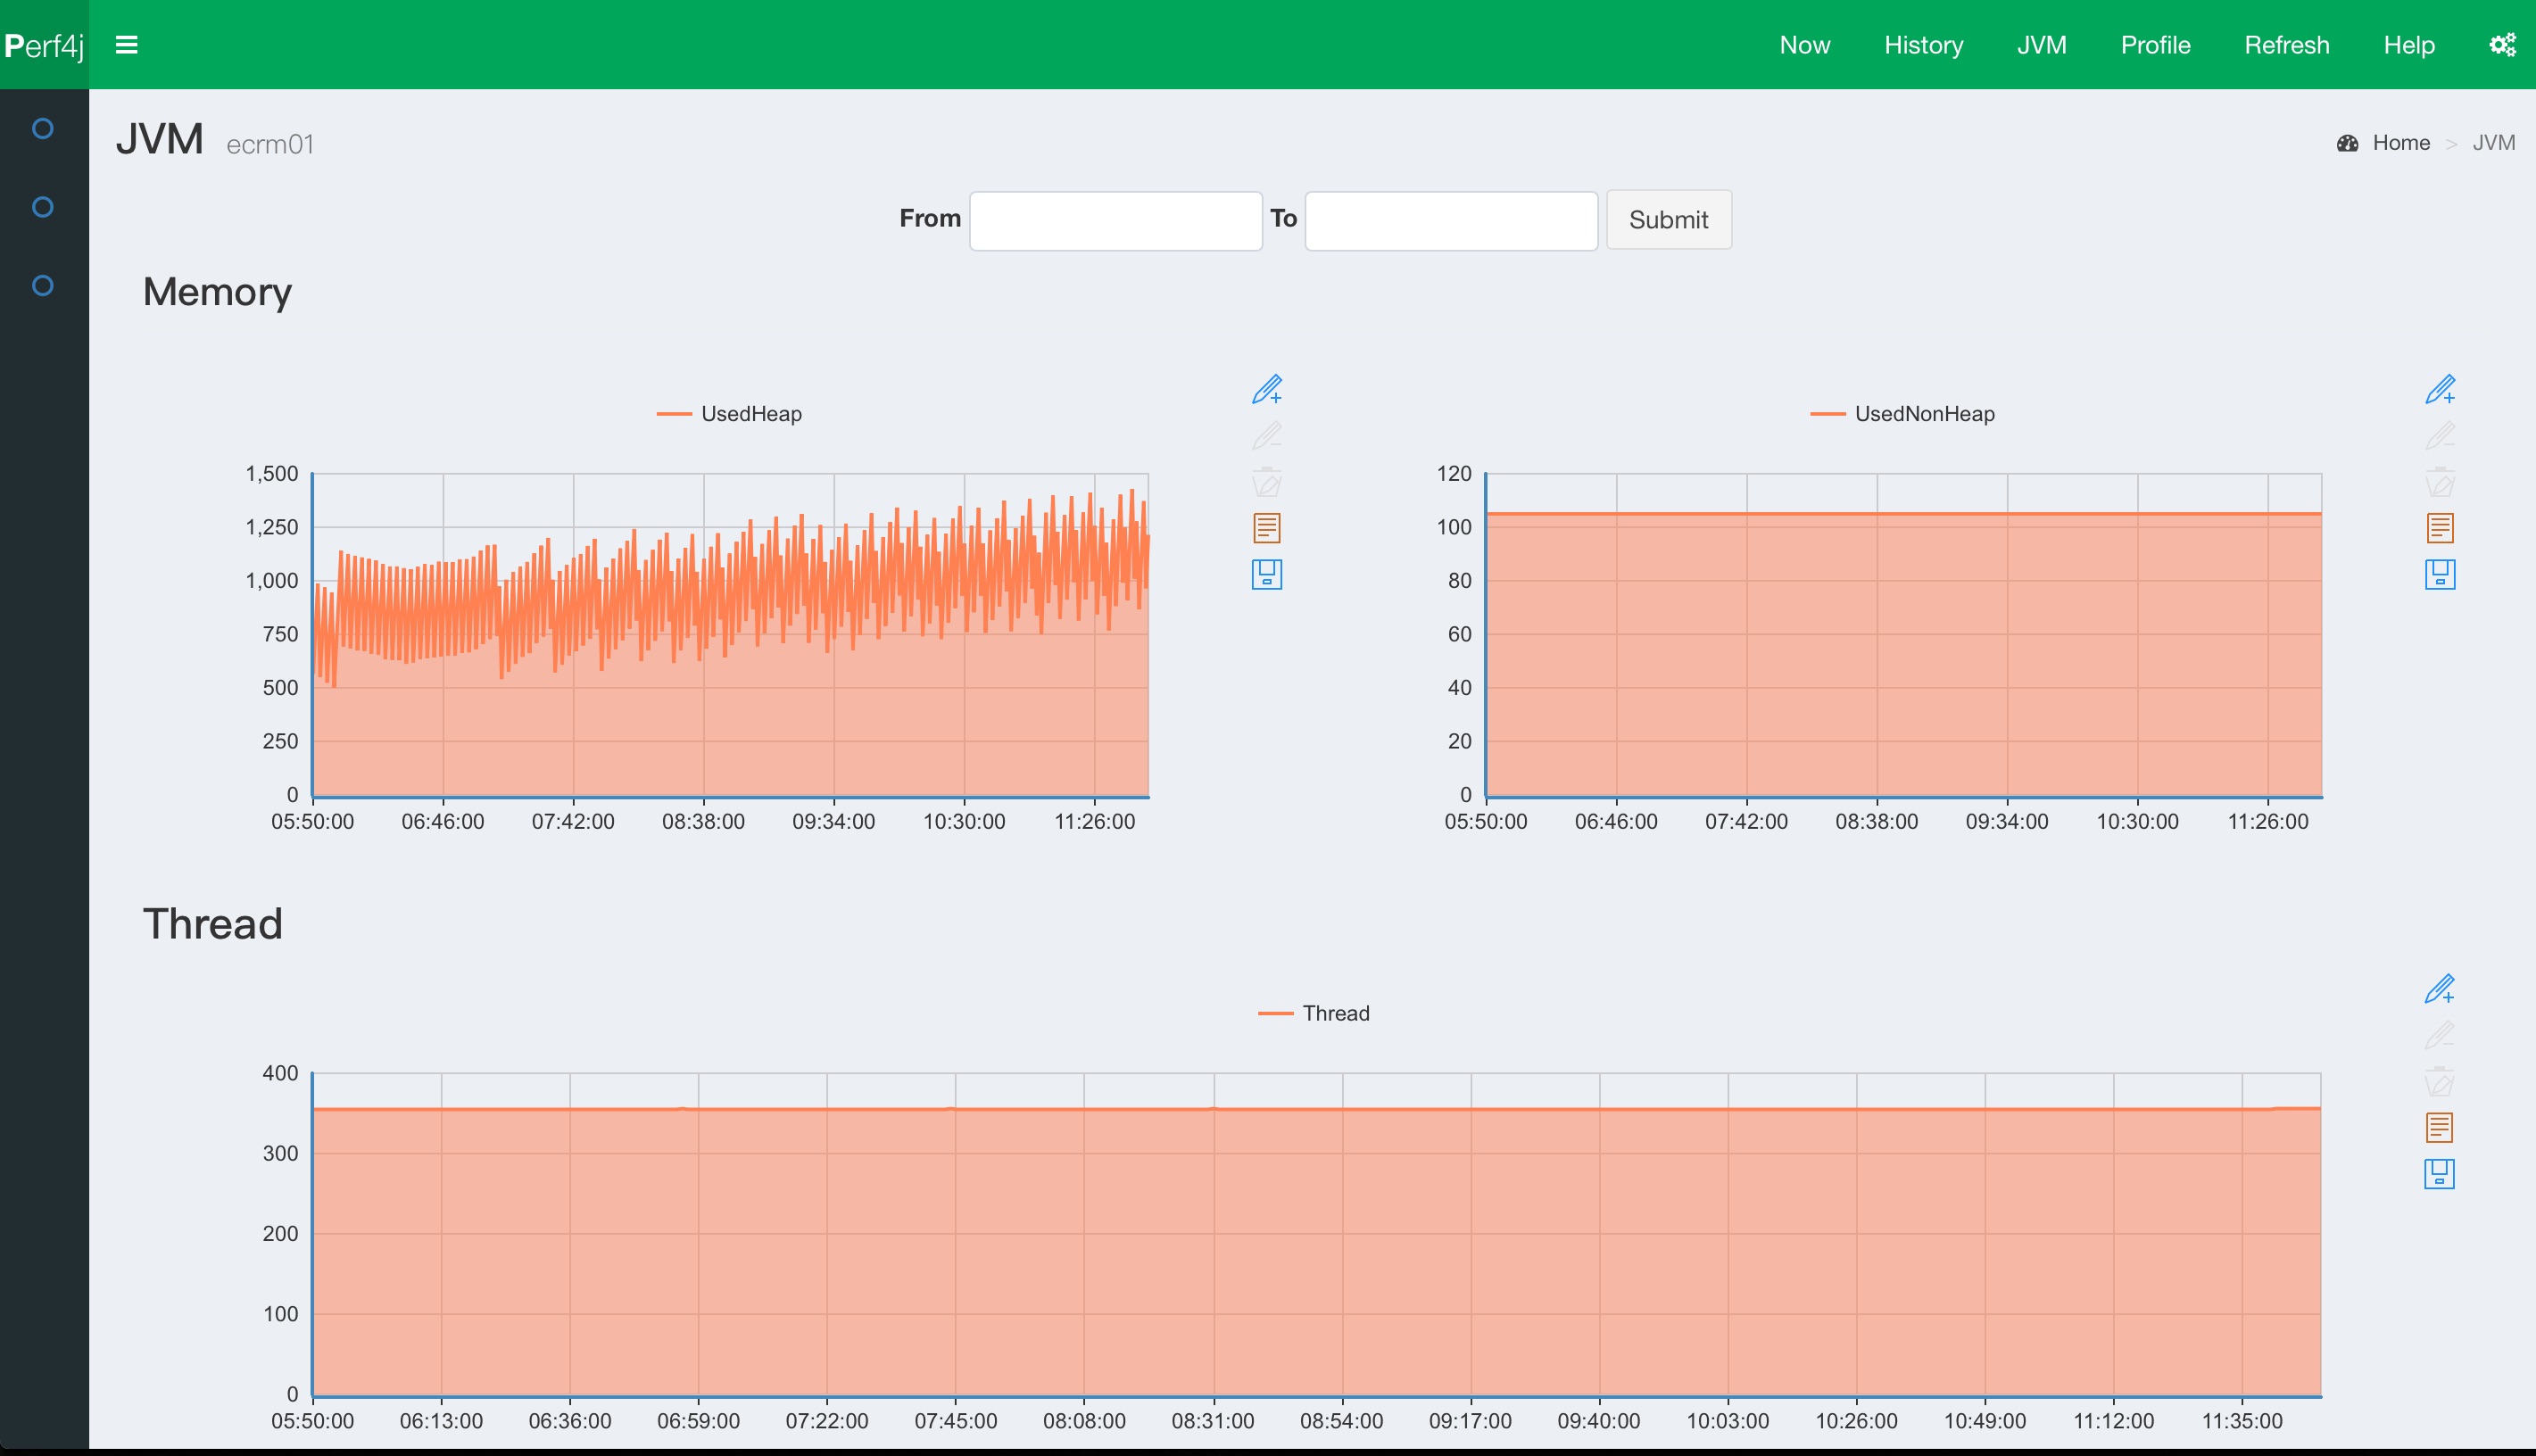 Perf4j
Now History JVM Profile Refresh Help
JVM ecrm01
Home > JVM
From To Submit
Memory
UsedHeap
1,500
1,250
1,000
750
500
250
0
05:50:00 06:46:00 07:42:00 08:38:00 09:34:00 10:30:00 11:26:00
UsedNonHeap
120
100
80
60
40
20
0
05:50:00 06:46:00 07:42:00 08:38:00 09:34:00 10:30:00 11:26:00
Thread
Thread
400
300
200
100
0
05:50:00 06:13:00 06:36:00 06:59:00 07:22:00 07:45:00 08:08:00 08:31:00 08:54:00 09:17:00 09:40:00 10:03:00 10:26:00 10:49:00 11:12:00 11:35:00